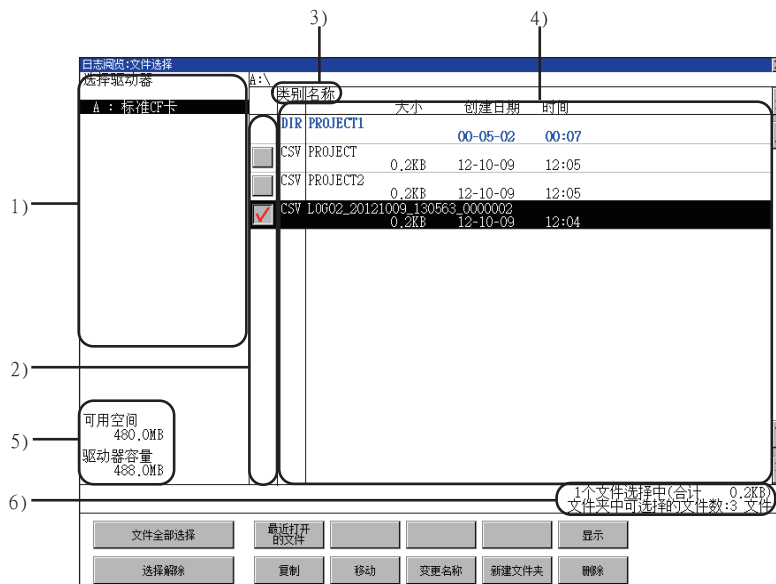 3)
4)
日志阅览:文件选择
选择驱动器
A:\
类别 名称
A : 标准CF卡
大小 创建日期 时间
DIR PROJECT1
00-05-02 00:07
CSV PROJECT
0.2KB 12-10-09 12:05
CSV PROJECT2
0.2KB 12-10-09 12:05
1)
CSV LOG02_20121009_130563_0000002
0.2KB 12-10-09 12:04
2)
5)
可用空间
480.0MB
驱动器容量
488.0MB
6)
1个文件选择中(合计 0.2KB)
文件夹中可选择的文件数:3 文件
文件全部选择
最近打开
的文件
显示
选择解除
复制
移动
变更名称
新建文件夹
删除